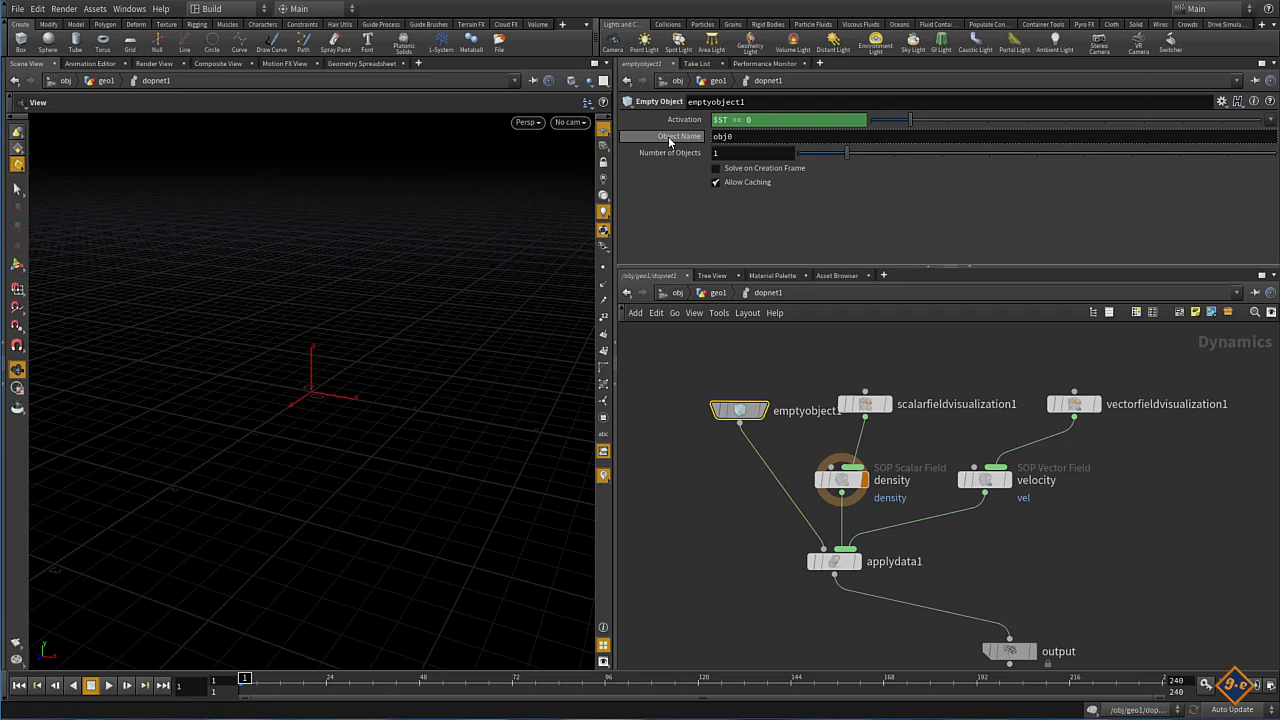 File Edit Render Assets Windows Help Build Main Main
Create Modify Model Polygon Deform Texture Rigging Muscles Characters Constraints Hair Utils Guide Process Guide Brushes Terrain FX Cloud FX Volume
Lights and C... Collisions Particles Grains Rigid Bodies Particle Fluids Viscous Fluids Oceans Fluid Contai... Populate Con... Container Tools Pyro FX Cloth Solid Wires Crowds Drive Simula...
Box Sphere Tube Torus Grid Null Line Circle Curve Draw Curve Path Spray Paint Font Platonic Solids L-System Metaball File
Camera Point Light Spot Light Area Light Geometry Light Volume Light Distant Light Environment Light Sky Light GI Light Caustic Light Portal Light Ambient Light Stereo Camera VR Camera Switcher
Scene View Animation Editor Render View Composite View Motion FX View Geometry Spreadsheet
emptyobject1 Take List Performance Monitor
obj geo1 dopnet1
obj geo1 dopnet1
View
Persp No cam
Empty Object emptyobject1
Activation $ST == 0
Object Name obj0
Number of Objects 1
Solve on Creation Frame
Allow Caching
/obj/geo1/dopnet1 Tree View Material Palette Asset Browser
obj geo1 dopnet1
Add Edit Go View Tools Layout Help
Dynamics
emptyobject1
scalarfieldvisualization1
vectorfieldvisualization1
SOP Scalar Field
density
density
SOP Vector Field
velocity
vel
applydata1
output
abc
1 1 1 1 24 48 72 96 120 144 168 192 216 240 240
9.e
/obj/geo1/dop... Auto Update